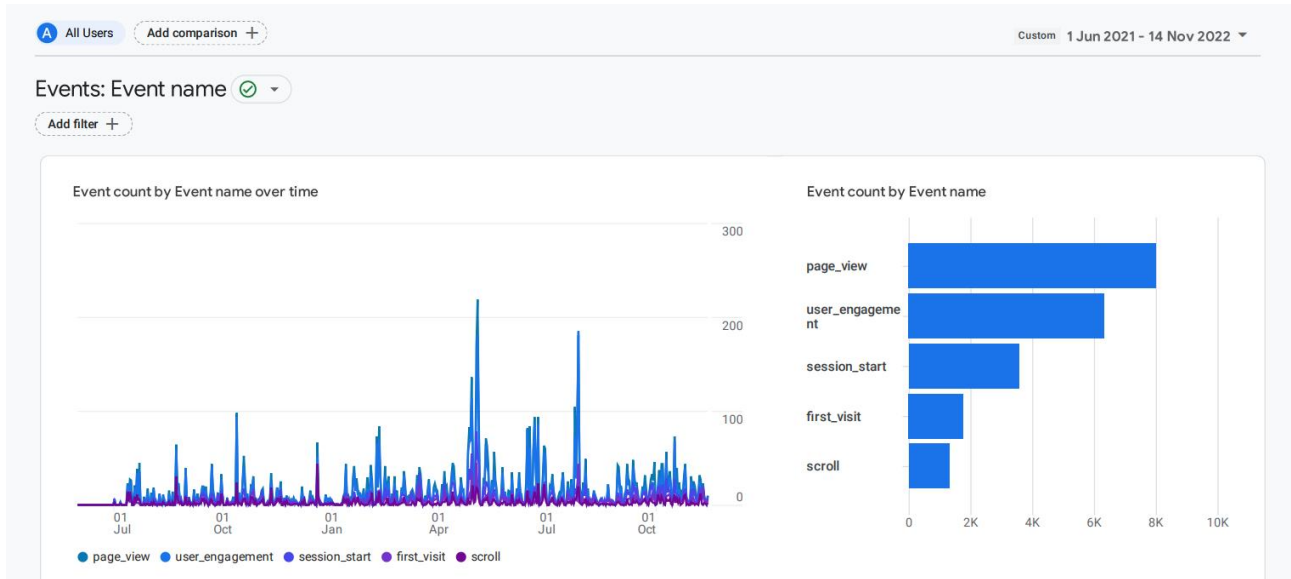 A All Users Add comparison + Custom 1 Jun 2021 - 14 Nov 2022
Events: Event name
Add filter +
Event count by Event name over time
300
200
100
0
01 Jul
01 Oct
01 Jan
01 Apr
01 Jul
01 Oct
page_view user_engagement session_start first_visit scroll
Event count by Event name
page_view
user_engageme
nt
session_start
first_visit
scroll
0 2K 4K 6K 8K 10K